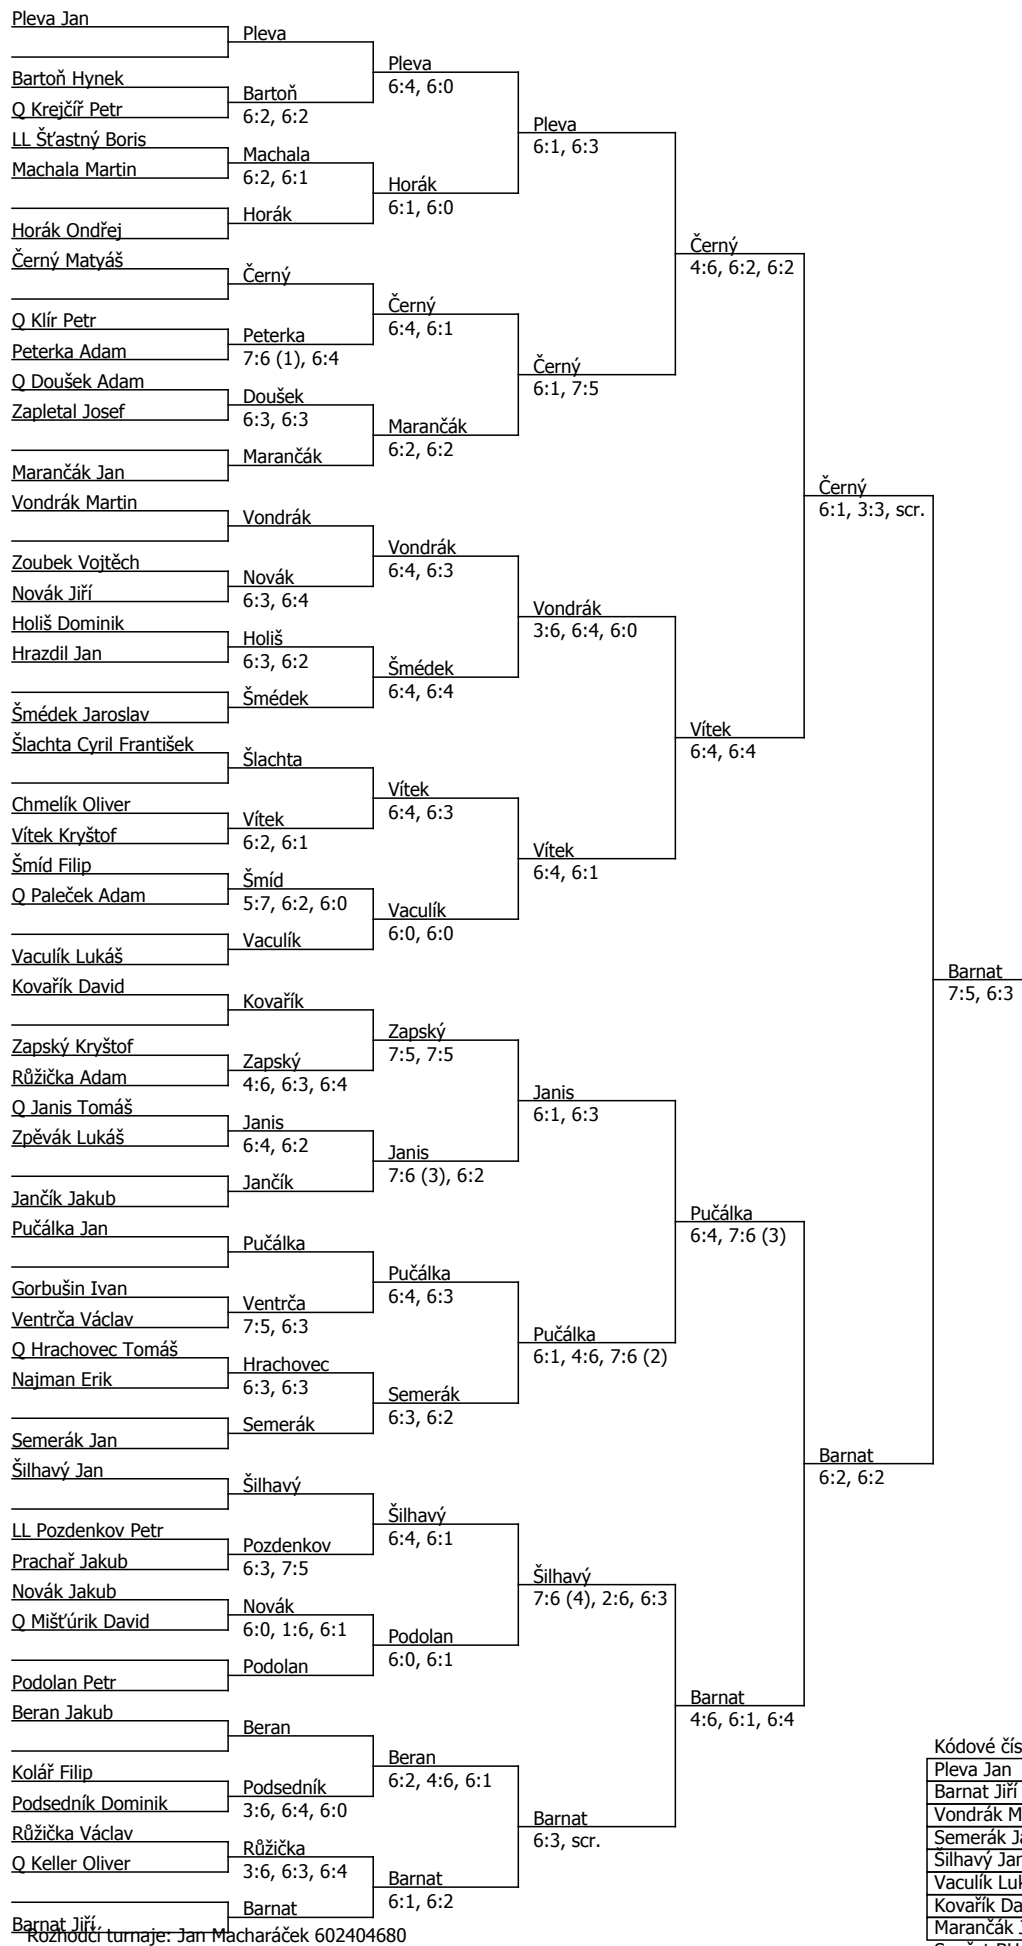 Pleva Jan
Bartoň Hynek
Q Krejčíř Petr
LL Šťastný Boris
Machala Martin
Horák Ondřej
Černý Matyáš
Q Klír Petr
Peterka Adam
Q Doušek Adam
Zapletal Josef
Marančák Jan
Vondrák Martin
Zoubek Vojtěch
Novák Jiří
Holiš Dominik
Hrazdil Jan
Šmédek Jaroslav
Šlachta Cyril František
Chmelík Oliver
Vítek Kryštof
Šmíd Filip
Q Paleček Adam
Vaculík Lukáš
Kovařík David
Zapský Kryštof
Růžička Adam
Q Janis Tomáš
Zpěvák Lukáš
Jančík Jakub
Pučálka Jan
Gorbušin Ivan
Ventrča Václav
Q Hrachovec Tomáš
Najman Erik
Semerák Jan
Šilhavý Jan
LL Pozdenkov Petr
Prachař Jakub
Novák Jakub
Q Mišťúrik David
Podolan Petr
Beran Jakub
Kolář Filip
Podsedník Dominik
Růžička Václav
Q Keller Oliver
Barnat Jiří
Pleva
Bartoň
6:2, 6:2
Machala
6:2, 6:1
Horák
Černý
Peterka
7:6 (1), 6:4
Doušek
6:3, 6:3
Marančák
Vondrák
Novák
6:3, 6:4
Holiš
6:3, 6:2
Šmédek
Šlachta
Vítek
6:2, 6:1
Šmíd
5:7, 6:2, 6:0
Vaculík
Kovařík
Zapský
4:6, 6:3, 6:4
Janis
6:4, 6:2
Jančík
Pučálka
Ventrča
7:5, 6:3
Hrachovec
6:3, 6:3
Semerák
Šilhavý
Pozdenkov
6:3, 7:5
Novák
6:0, 1:6, 6:1
Podolan
Beran
Podsedník
3:6, 6:4, 6:0
Růžička
3:6, 6:3, 6:4
Barnat
Pleva
6:4, 6:0
Horák
6:1, 6:0
Černý
6:4, 6:1
Marančák
6:2, 6:2
Vondrák
6:4, 6:3
Šmédek
6:4, 6:4
Vítek
6:4, 6:3
Vaculík
6:0, 6:0
Zapský
7:5, 7:5
Janis
7:6 (3), 6:2
Pučálka
6:4, 6:3
Semerák
6:3, 6:2
Šilhavý
6:4, 6:1
Podolan
6:0, 6:1
Beran
6:2, 4:6, 6:1
Barnat
6:1, 6:2
Pleva
6:1, 6:3
Černý
6:1, 7:5
Vondrák
3:6, 6:4, 6:0
Vítek
6:4, 6:1
Janis
6:1, 6:3
Pučálka
6:1, 4:6, 7:6 (2)
Šilhavý
7:6 (4), 2:6, 6:3
Barnat
6:3, scr.
Černý
4:6, 6:2, 6:2
Vítek
6:4, 6:4
Pučálka
6:4, 7:6 (3)
Barnat
4:6, 6:1, 6:4
Černý
6:1, 3:3, scr.
Barnat
6:2, 6:2
Barnat
7:5, 6:3
Rozhodčí turnaje: Jan Macharáček 602404680
Kódové čís
Pleva Jan
Barnat Jiří
Vondrák M
Semerák Ja
Šilhavý Jan
Vaculík Luk
Kovařík Da
Marančák J